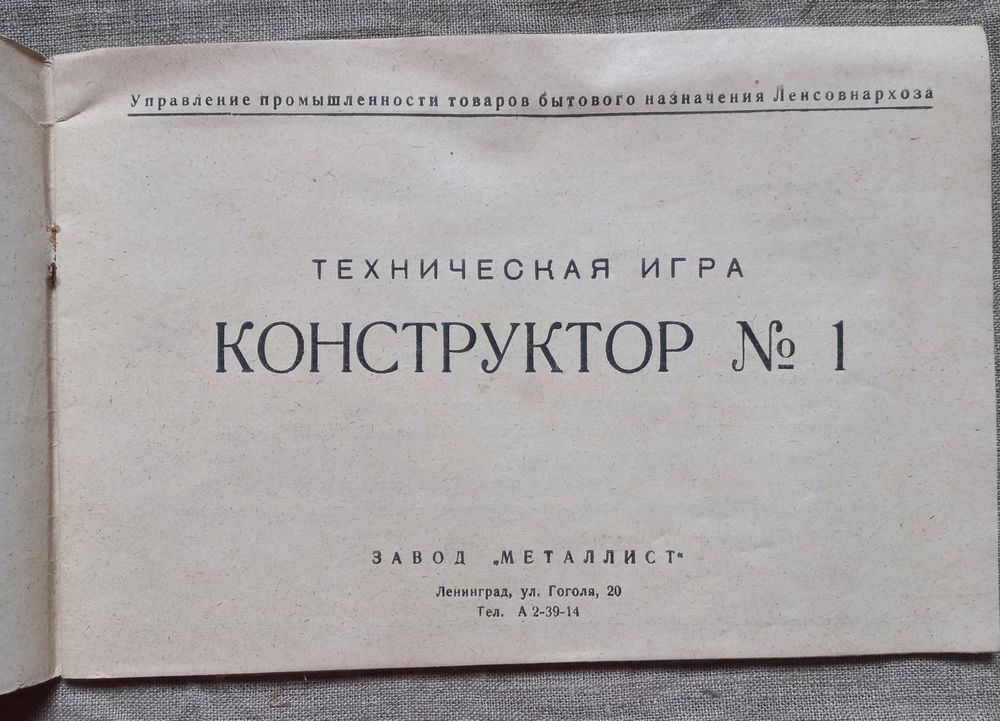 Управление промышленности товаров бытового назначения Ленсовнархоза
ТЕХНИЧЕСКАЯ ИГРА
КОНСТРУКТОР № 1
ЗАВОД „МЕТАЛЛИСТ“
Ленинград, ул. Гоголя, 20
Тел. А 2-39-14